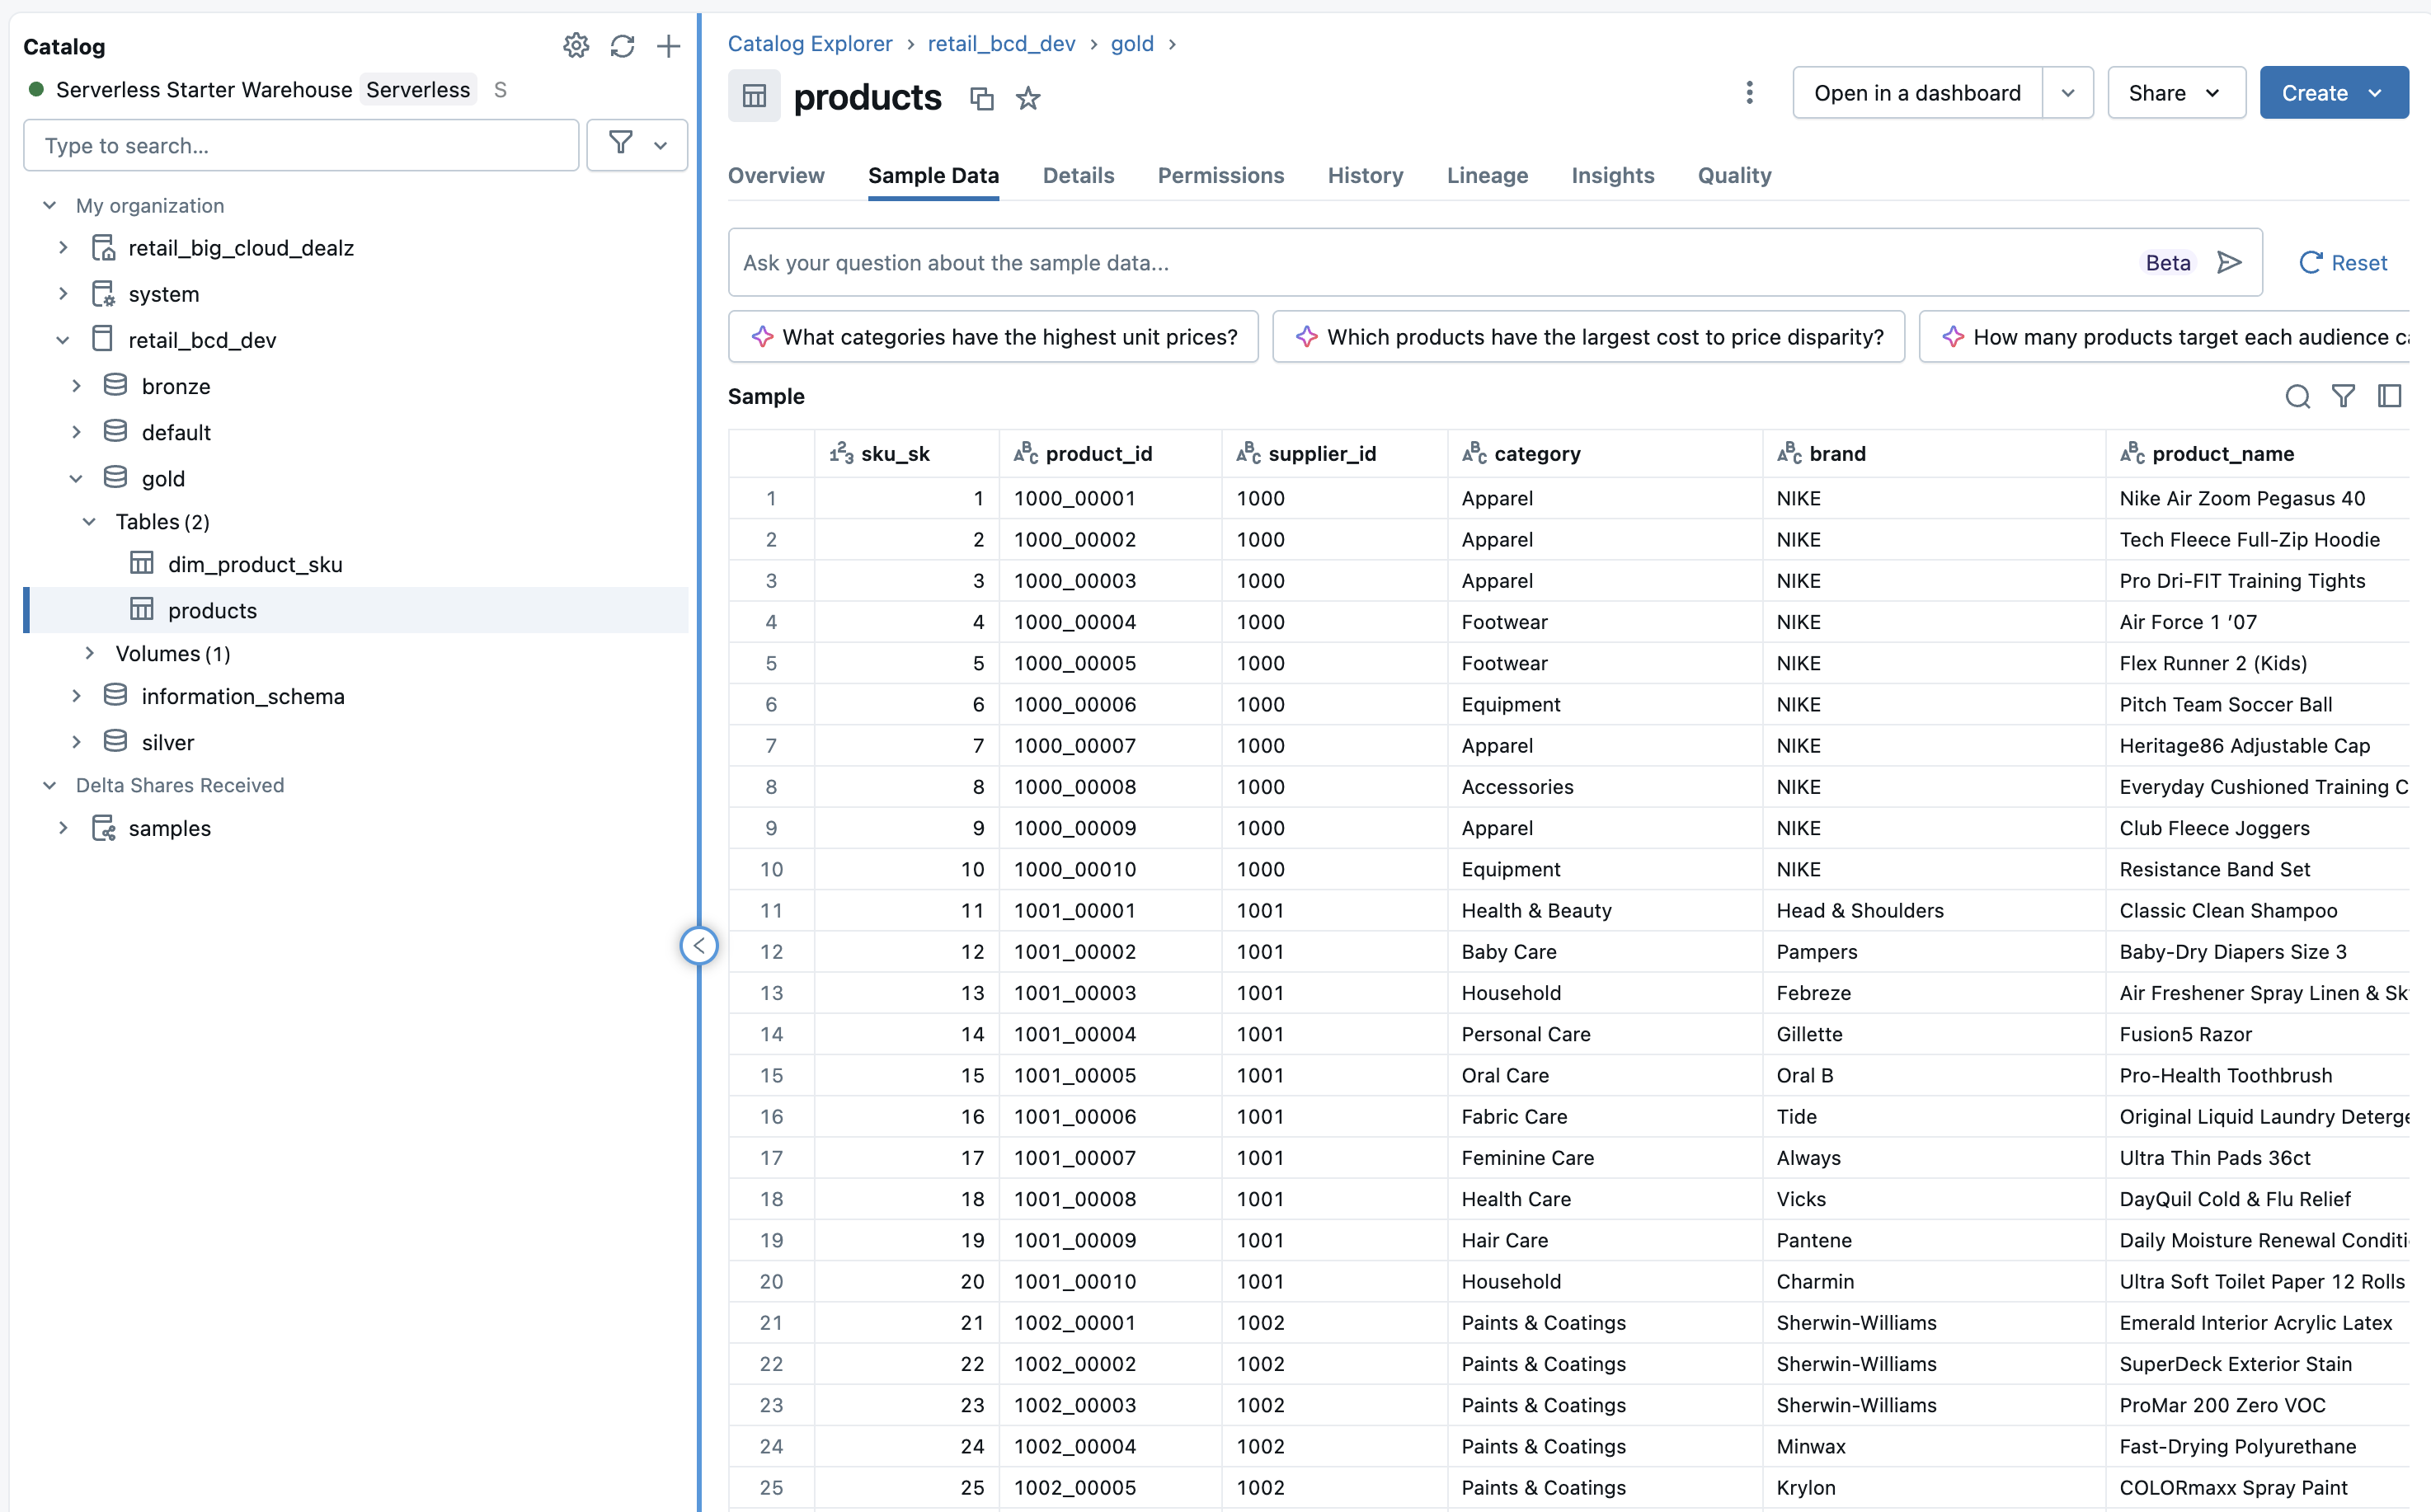 Catalog
Serverless Starter Warehouse Serverless S
Type to search...
My organization
retail_big_cloud_dealz
system
retail_bcd_dev
bronze
default
gold
Tables (2)
dim_product_sku
products
Volumes (1)
information_schema
silver
Delta Shares Received
samples
Catalog Explorer > retail_bcd_dev > gold >
products
Open in a dashboard
Share
Create
Overview Sample Data Details Permissions History Lineage Insights Quality
Ask your question about the sample data... Beta
Reset
What categories have the highest unit prices? Which products have the largest cost to price disparity? How many products target each audience
Sample
sku_sk product_id supplier_id category brand product_name
1 1 1000_00001 1000 Apparel NIKE Nike Air Zoom Pegasus 40
2 2 1000_00002 1000 Apparel NIKE Tech Fleece Full-Zip Hoodie
3 3 1000_00003 1000 Apparel NIKE Pro Dri-FIT Training Tights
4 4 1000_00004 1000 Footwear NIKE Air Force 1 '07
5 5 1000_00005 1000 Footwear NIKE Flex Runner 2 (Kids)
6 6 1000_00006 1000 Equipment NIKE Pitch Team Soccer Ball
7 7 1000_00007 1000 Apparel NIKE Heritage86 Adjustable Cap
8 8 1000_00008 1000 Accessories NIKE Everyday Cushioned Training
9 9 1000_00009 1000 Apparel NIKE Club Fleece Joggers
10 10 1000_00010 1000 Equipment NIKE Resistance Band Set
11 11 1001_00001 1001 Health & Beauty Head & Shoulders Classic Clean Shampoo
12 12 1001_00002 1001 Baby Care Pampers Baby-Dry Diapers Size 3
13 13 1001_00003 1001 Household Febreze Air Freshener Spray Linen &
14 14 1001_00004 1001 Personal Care Gillette Fusion5 Razor
15 15 1001_00005 1001 Oral Care Oral B Pro-Health Toothbrush
16 16 1001_00006 1001 Fabric Care Tide Original Liquid Laundry
17 17 1001_00007 1001 Feminine Care Always Ultra Thin Pads 36ct
18 18 1001_00008 1001 Health Care Vicks DayQuil Cold & Flu Relief
19 19 1001_00009 1001 Hair Care Pantene Daily Moisture Renewal
20 20 1001_00010 1001 Household Charmin Ultra Soft Toilet Paper 12 Rolls
21 21 1002_00001 1002 Paints & Coatings Sherwin-Williams Emerald Interior Acrylic Latex
22 22 1002_00002 1002 Paints & Coatings Sherwin-Williams SuperDeck Exterior Stain
23 23 1002_00003 1002 Paints & Coatings Sherwin-Williams ProMar 200 Zero VOC
24 24 1002_00004 1002 Paints & Coatings Minwax Fast-Drying Polyurethane
25 25 1002_00005 1002 Paints & Coatings Krylon COLORmaxx Spray Paint